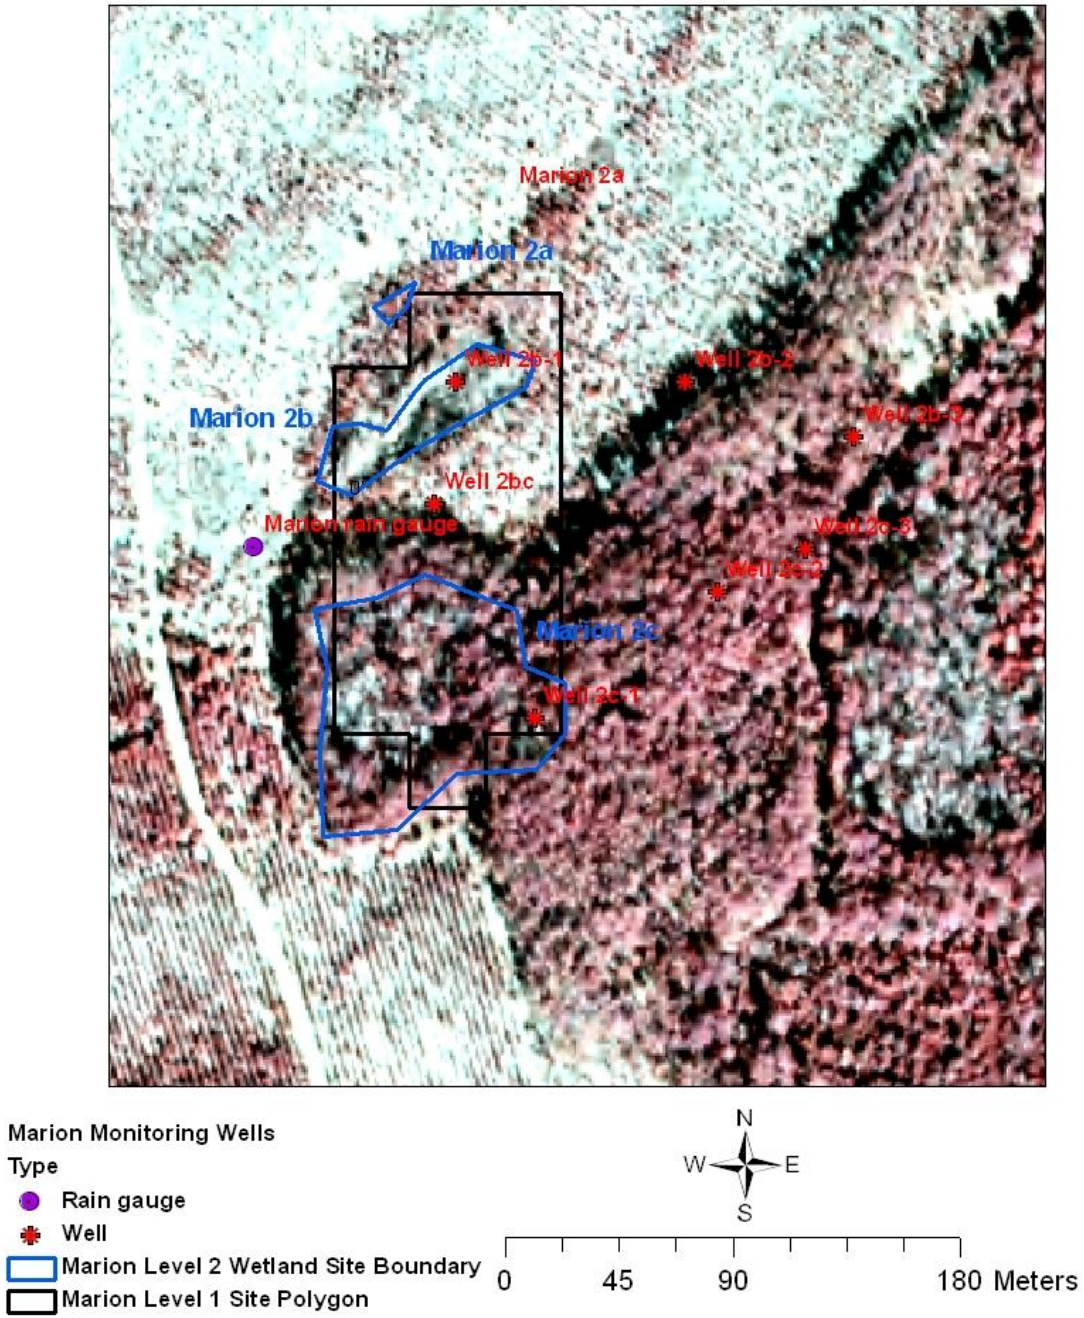 Marion 2a
Marion 2a
Well 2b-1
Well 2b-2
Marion 2b
Well 2b-3
Well 2bc
Marion rain gauge
Well 2c-3
Well 2c-2
Marion 2c
Well 2c-1
Marion Monitoring Wells
Type
Rain gauge
Well
Marion Level 2 Wetland Site Boundary
Marion Level 1 Site Polygon
N
W E
S
0 45 90 180 Meters